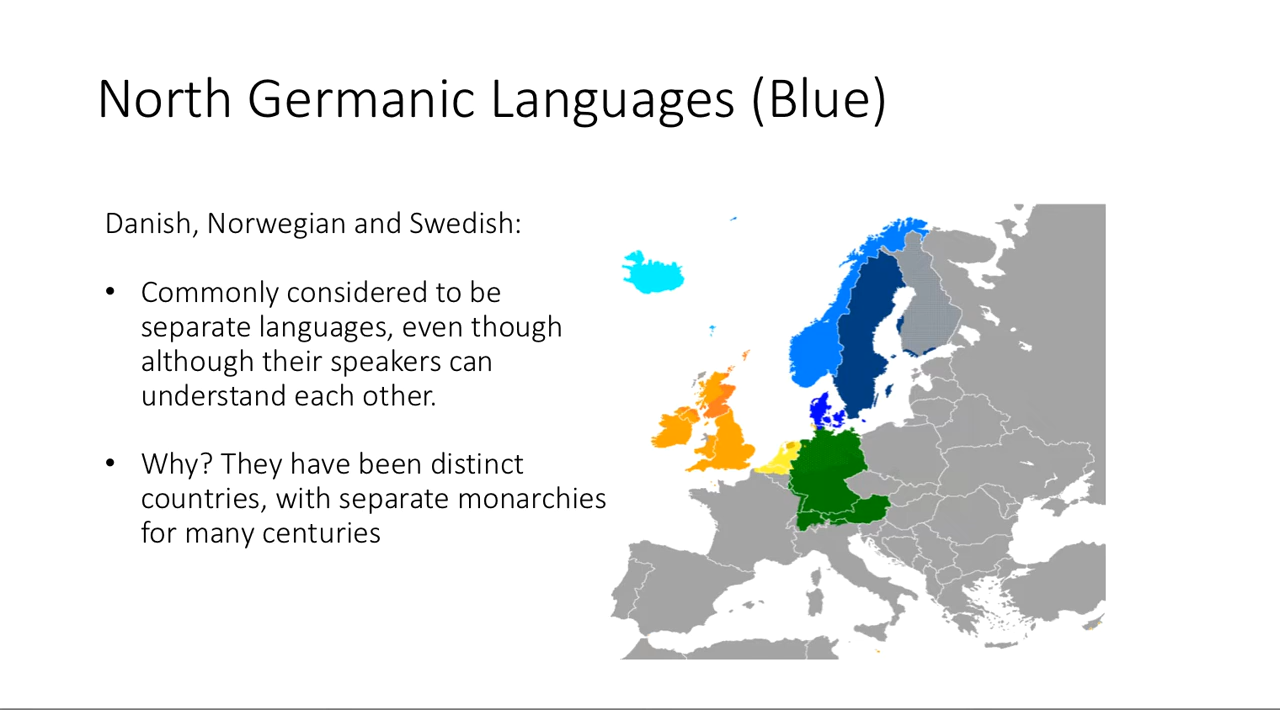 North Germanic Languages (Blue)
Danish, Norwegian and Swedish:
• Commonly considered to be
separate languages, even though
although their speakers can
understand each other.
• Why? They have been distinct
countries, with separate monarchies
for many centuries